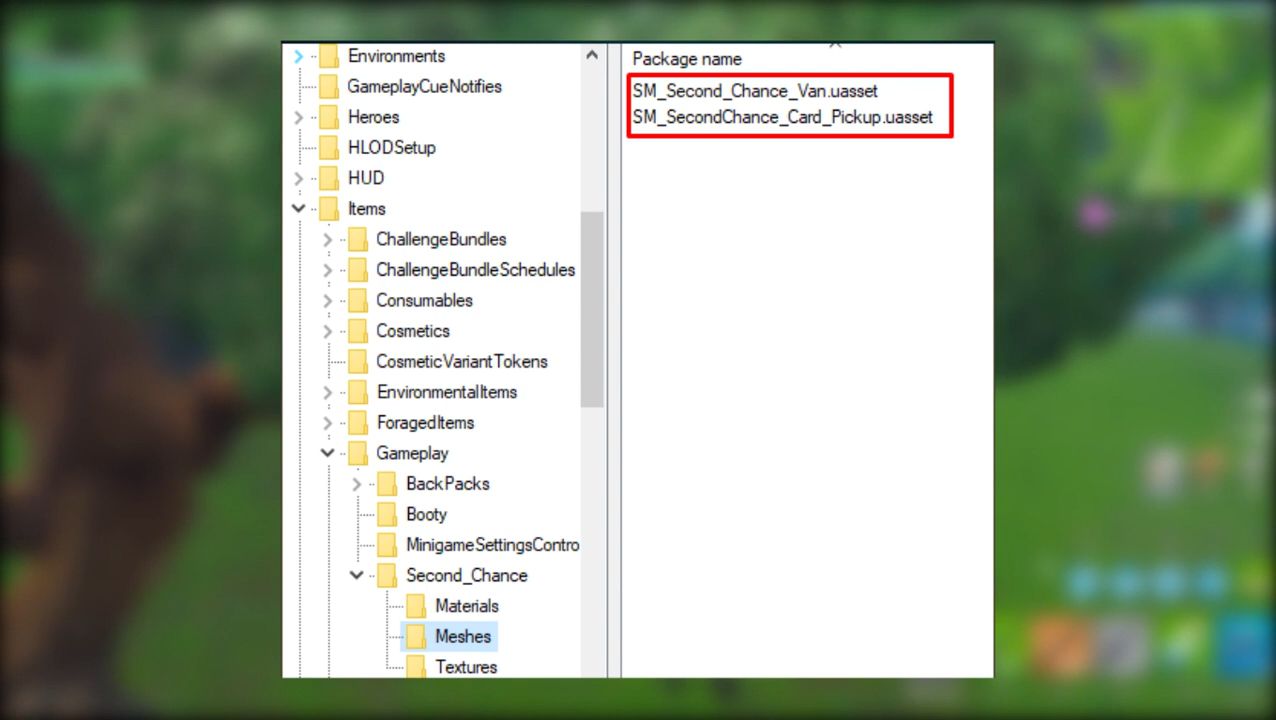 Environments
GameplayCueNotifies
Heroes
HLODSetup
HUD
Items
ChallengeBundles
ChallengeBundleSchedules
Consumables
Cosmetics
CosmeticVariantTokens
EnvironmentalItems
ForagedItems
Gameplay
BackPacks
Booty
MinigameSettingsContro
Second_Chance
Materials
Meshes
Textures
Package name
SM_Second_Chance_Van.uasset
SM_SecondChance_Card_Pickup.uasset